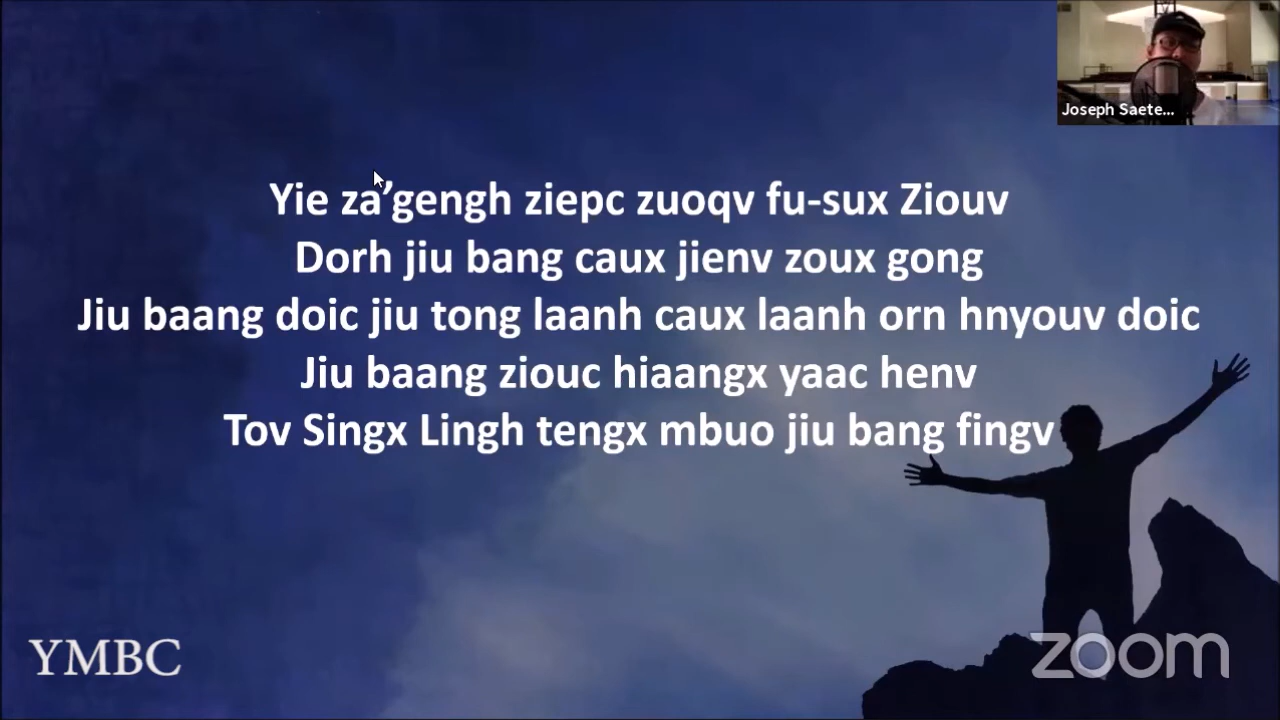 Joseph Saete...
Yie za’gengh ziepc zuoqv fu-sux Ziouv
Dorh jiu bang caux jienv zoux gong
Jiu baang doic jiu tong laanh caux laanh orn hnyouv doic
Jiu baang ziouc hiaangx yaac henv
Tov Singx Lingh tengx mbuo jiu bang fingv
YMBC
zoom